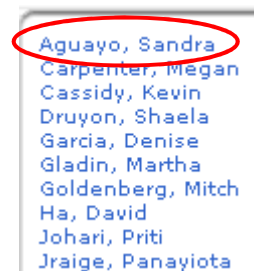 Aguayo, Sandra
Carpenter, Megan
Cassidy, Kevin
Druyon, Shaela
Garcia, Denise
Gladin, Martha
Goldenberg, Mitch
Ha, David
Johari, Priti
Jraige, Panayiota